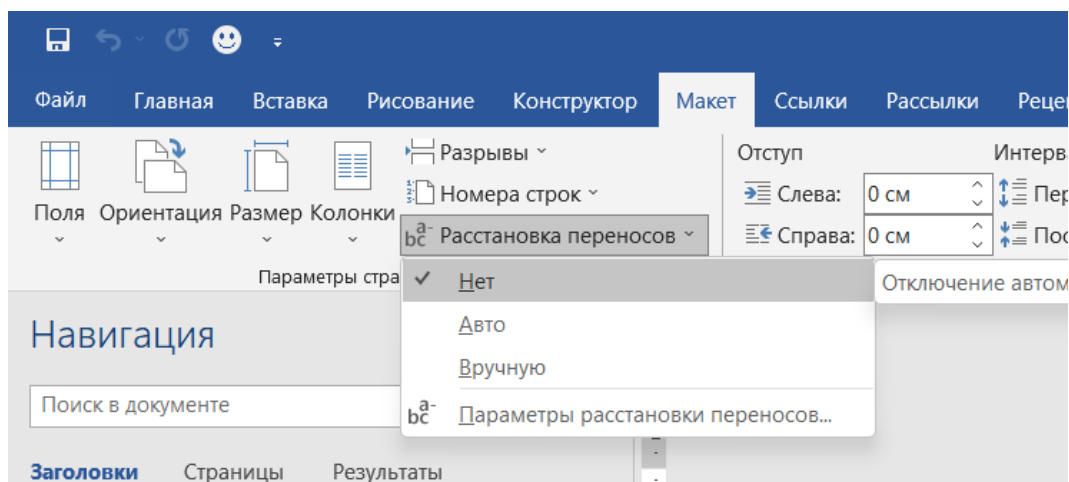 Файл Главная Вставка Рисование Конструктор Макет Ссылки Рассылки
Разрывы Отступ
Номера строк Слева: 0 см
Поля Ориентация Размер Колонки
Расстановка переносов Справа: 0 см
Параметры
Нет
Отключение
Авто
Вручную
Параметры расстановки переносов...
Навигация
Поиск в документе
Заголовки Страницы Результаты